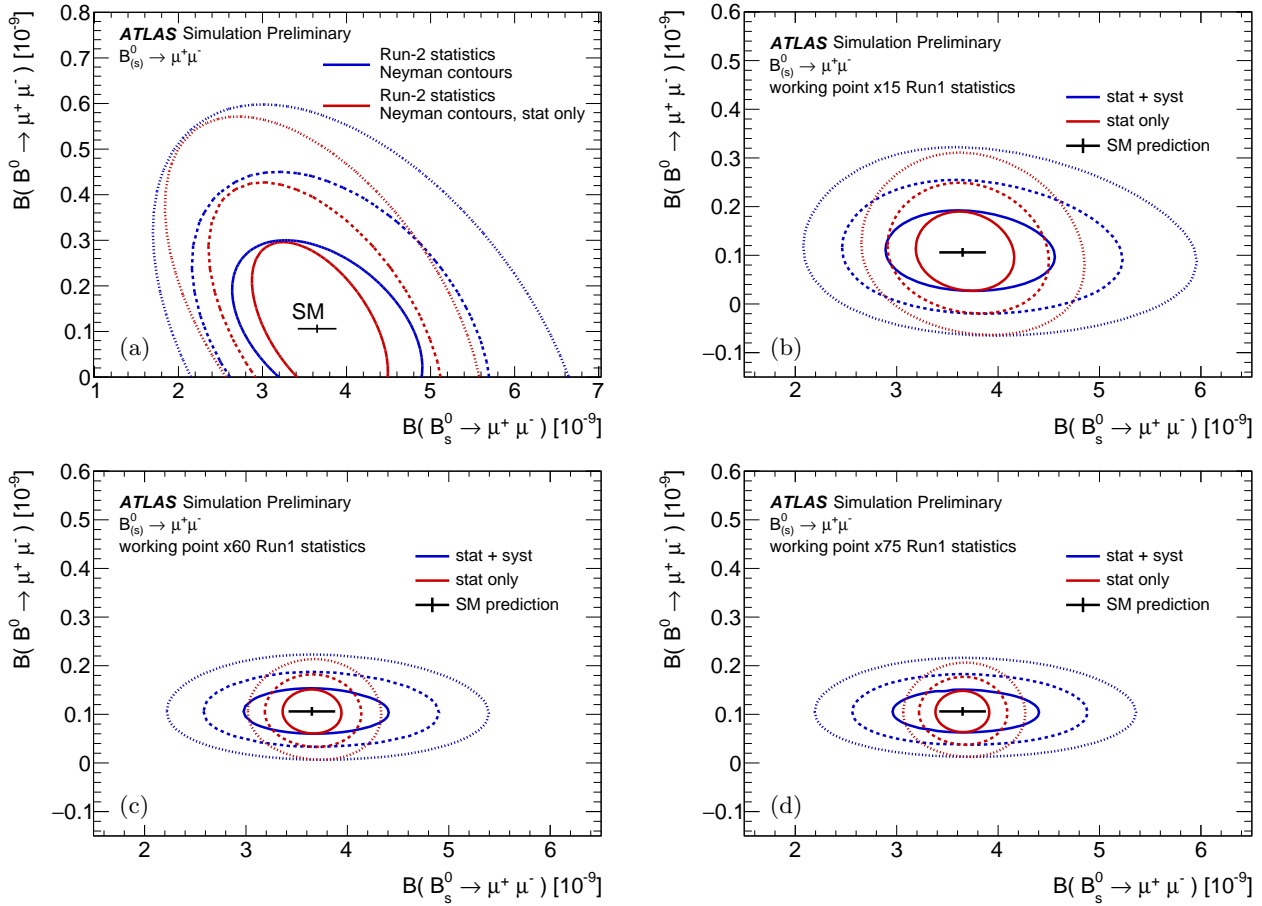 ATLAS Simulation Preliminary
B⁰₍ₛ₎ → μ⁺μ⁻
Run-2 statistics
Neyman contours
Run-2 statistics
Neyman contours, stat only
SM
(a)
B( B⁰ → μ⁺ μ⁻ ) [10⁻⁹]
0.8
0.7
0.6
0.5
0.4
0.3
0.2
0.1
0
1 2 3 4 5 6 7
B( B⁰ₛ → μ⁺ μ⁻ ) [10⁻⁹]
ATLAS Simulation Preliminary
B⁰₍ₛ₎ → μ⁺μ⁻
working point x15 Run1 statistics
stat + syst
stat only
SM prediction
(b)
B( B⁰ → μ⁺ μ⁻ ) [10⁻⁹]
0.6
0.5
0.4
0.3
0.2
0.1
0
−0.1
2 3 4 5 6
B( B⁰ₛ → μ⁺ μ⁻ ) [10⁻⁹]
ATLAS Simulation Preliminary
B⁰₍ₛ₎ → μ⁺μ⁻
working point x60 Run1 statistics
stat + syst
stat only
SM prediction
(c)
B( B⁰ → μ⁺ μ⁻ ) [10⁻⁹]
0.6
0.5
0.4
0.3
0.2
0.1
0
−0.1
2 3 4 5 6
B( B⁰ₛ → μ⁺ μ⁻ ) [10⁻⁹]
ATLAS Simulation Preliminary
B⁰₍ₛ₎ → μ⁺μ⁻
working point x75 Run1 statistics
stat + syst
stat only
SM prediction
(d)
B( B⁰ → μ⁺ μ⁻ ) [10⁻⁹]
0.6
0.5
0.4
0.3
0.2
0.1
0
−0.1
2 3 4 5 6
B( B⁰ₛ → μ⁺ μ⁻ ) [10⁻⁹]